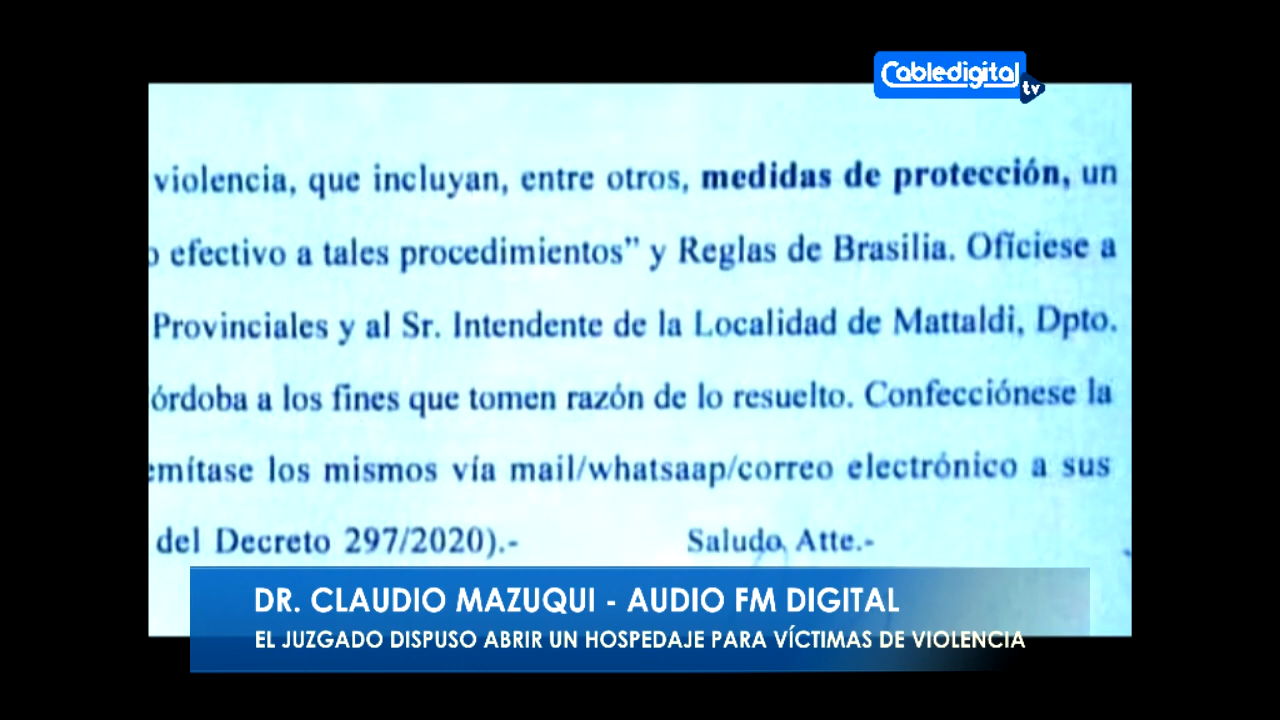 Cabledigital
tv
violencia, que incluyan, entre otros, medidas de protección, un
o efectivo a tales procedimientos” y Reglas de Brasilia. Ofíciese a
Provinciales y al Sr. Intendente de la Localidad de Mattaldi, Dpto.
órdoba a los fines que tomen razón de lo resuelto. Confecciónese la
emítase los mismos vía mail/whatsaap/correo electrónico a sus
del Decreto 297/2020).- Saludo Atte.-
DR. CLAUDIO MAZUQUI - AUDIO FM DIGITAL
EL JUZGADO DISPUSO ABRIR UN HOSPEDAJE PARA VÍCTIMAS DE VIOLENCIA